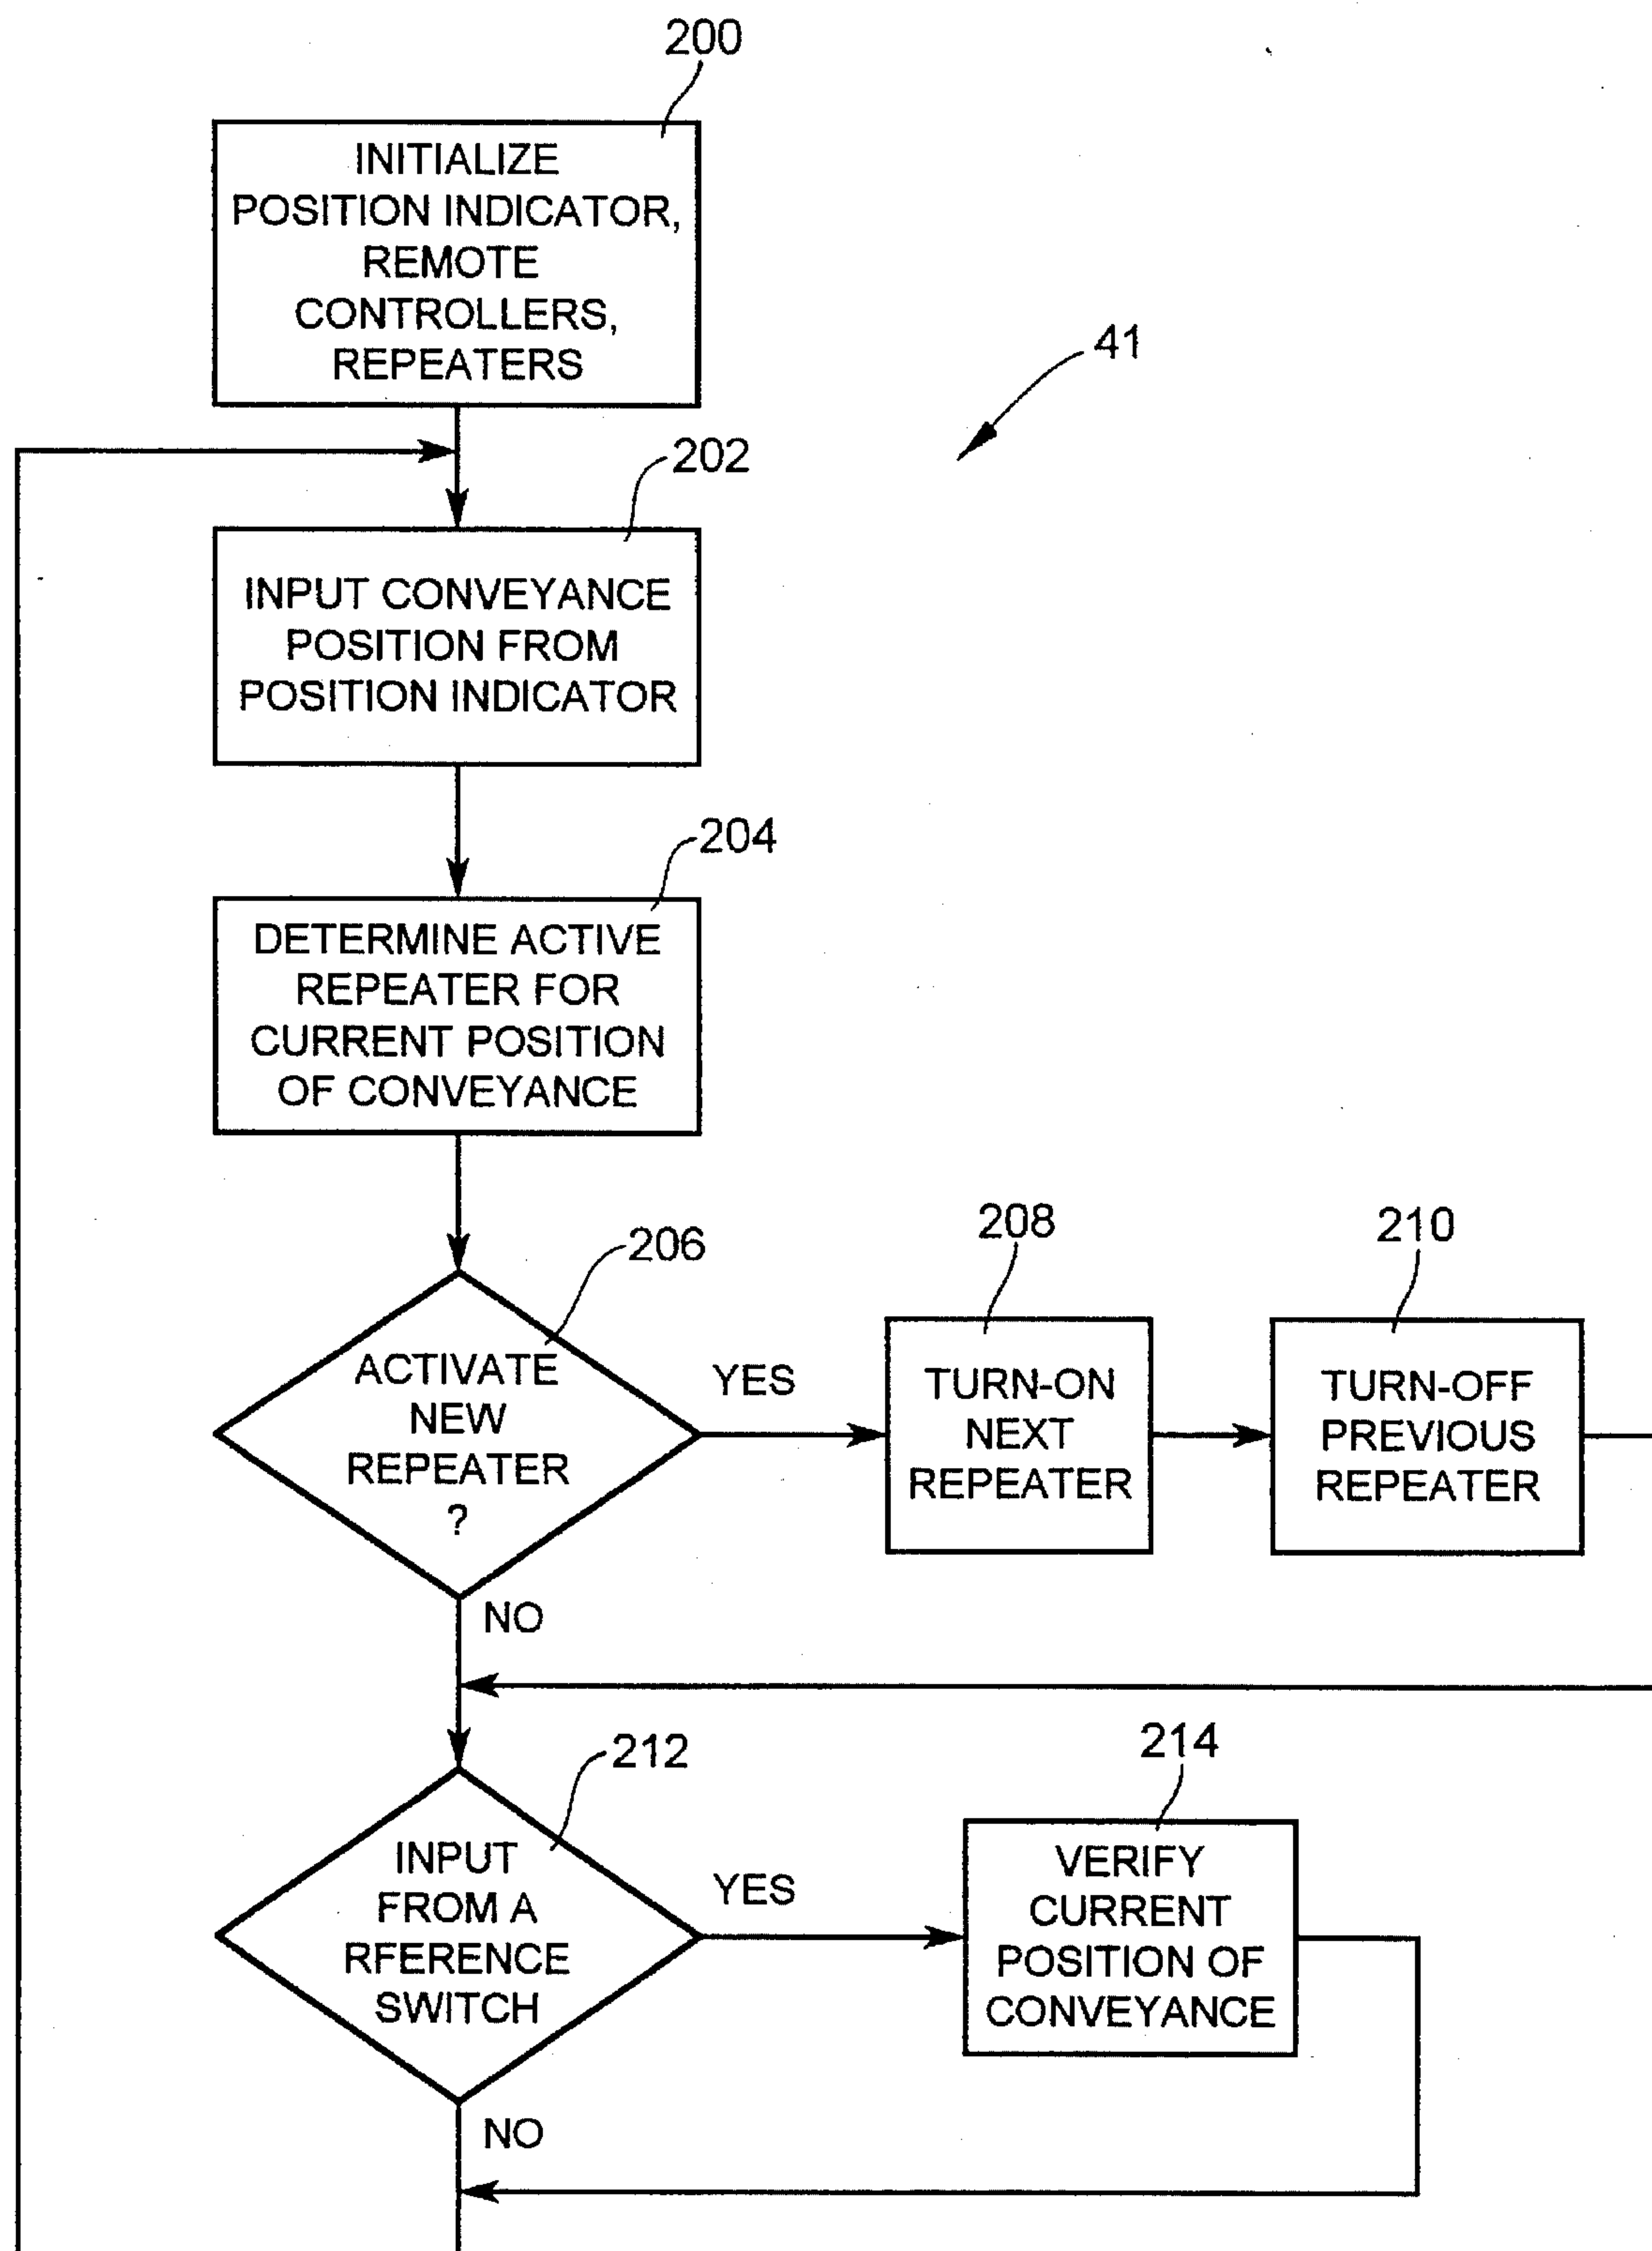 200
INITIALIZE
POSITION INDICATOR,
REMOTE
CONTROLLERS,
REPEATERS
41
202
INPUT CONVEYANCE
POSITION FROM
POSITION INDICATOR
204
DETERMINE ACTIVE
REPEATER FOR
CURRENT POSITION
OF CONVEYANCE
206
ACTIVATE
NEW
REPEATER
?
YES
NO
208
TURN-ON
NEXT
REPEATER
210
TURN-OFF
PREVIOUS
REPEATER
212
INPUT
FROM A
RFERENCE
SWITCH
YES
NO
214
VERIFY
CURRENT
POSITION OF
CONVEYANCE